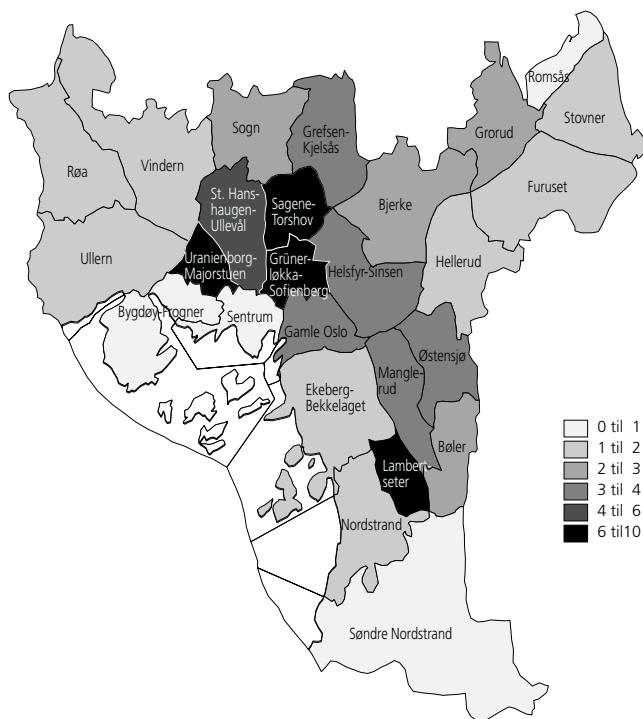 Romsås
Sogn
Grefsen-
Kjelsås
Grorud
Stovner
Røa
Vindern
St. Hans-
haugen-
Ullevål
Sagene-
Torshov
Bjerke
Furuset
Ullern
Uranienborg-
Majorstuen
Grüner-
løkka-
Sofienberg
Helsfyr-Sinsen
Hellerud
Bygdøy-Frogner
Sentrum
Gamle Oslo
Mangle-
rud
Østensjø
Ekeberg-
Bekkelaget
Lambert-
seter
Bøler
Nordstrand
Søndre Nordstrand
0 til 1
1 til 2
2 til 3
3 til 4
4 til 6
6 til10